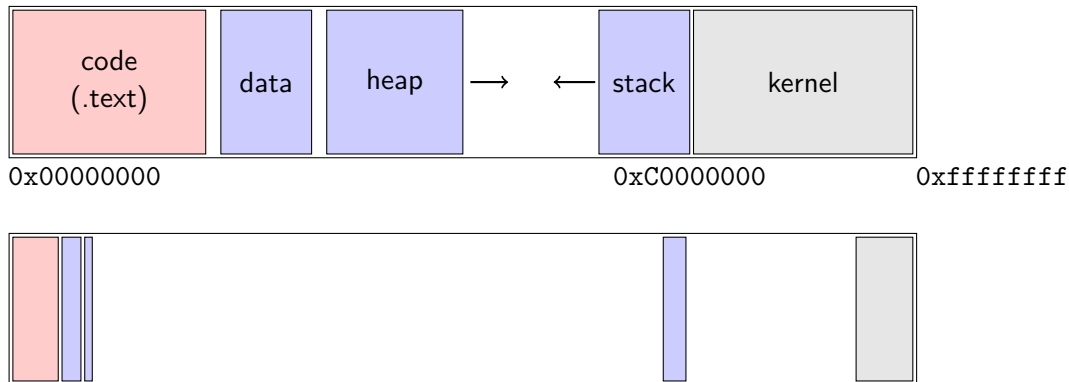 code
(.text)
data
heap
stack
kernel
0x00000000
0xC0000000
0xffffffff